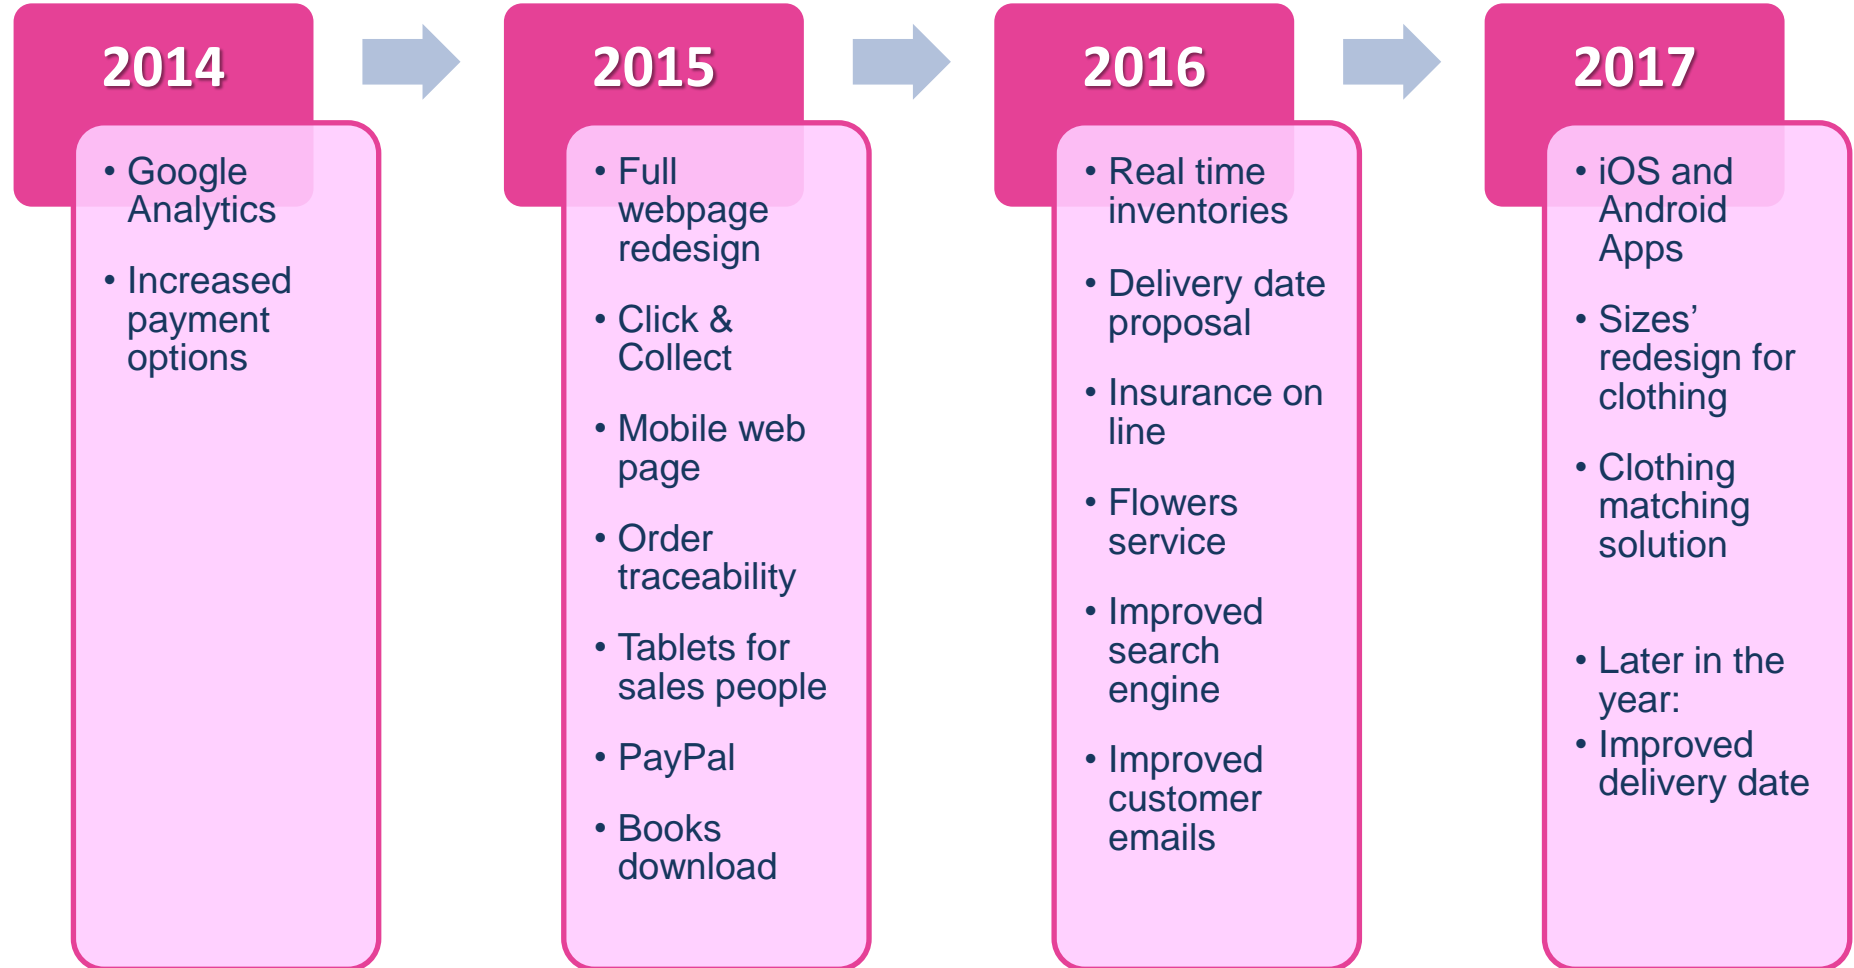 2014
• Google
Analytics
• Increased
payment
options
2015
• Full
webpage
redesign
• Click &
Collect
• Mobile web
page
• Order
traceability
• Tablets for
sales people
• PayPal
• Books
download
2016
• Real time
inventories
• Delivery date
proposal
• Insurance on
line
• Flowers
service
• Improved
search
engine
• Improved
customer
emails
2017
• iOS and
Android
Apps
• Sizes’
redesign for
clothing
• Clothing
matching
solution
• Later in the
year:
• Improved
delivery date